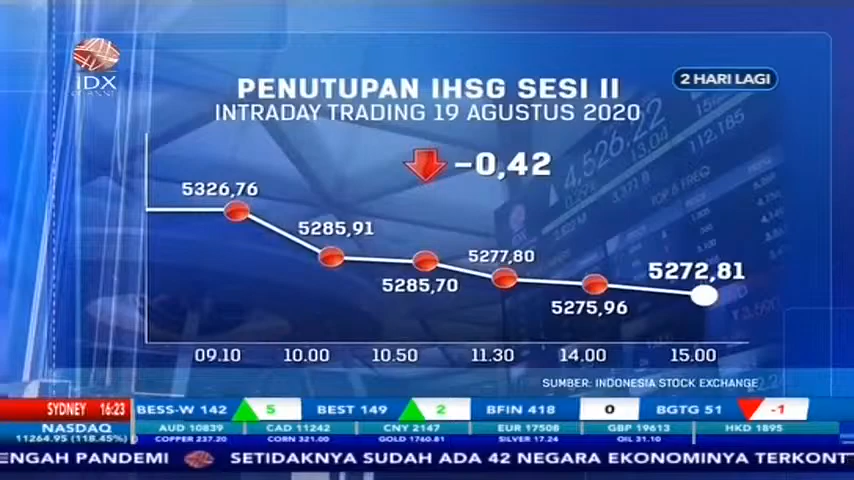 IDX
CHANNEL
PENUTUPAN IHSG SESI II
2 HARI LAGI
INTRADAY TRADING 19 AGUSTUS 2020
-0,42
5326,76
5285,91
5285,70
5277,80
5275,96
5272,81
09.10 10.00 10.50 11.30 14.00 15.00
SUMBER: INDONESIA STOCK EXCHANGE
SYDNEY 16:23 BESS-W 142 5 BEST 149 2 BFIN 418 0 BGTG 51 -1
NASDAQ AUD 10839 CAD 11242 CNY 2147 EUR 17508 GBP 19613 HKD 1895
11264.95 (118.45%) COPPER 237.20 CORN 321.00 GOLD 1760.81 SILVER 17.24 OIL 31.10
ENGAH PANDEMI SETIDAKNYA SUDAH ADA 42 NEGARA EKONOMINYA TERKONT